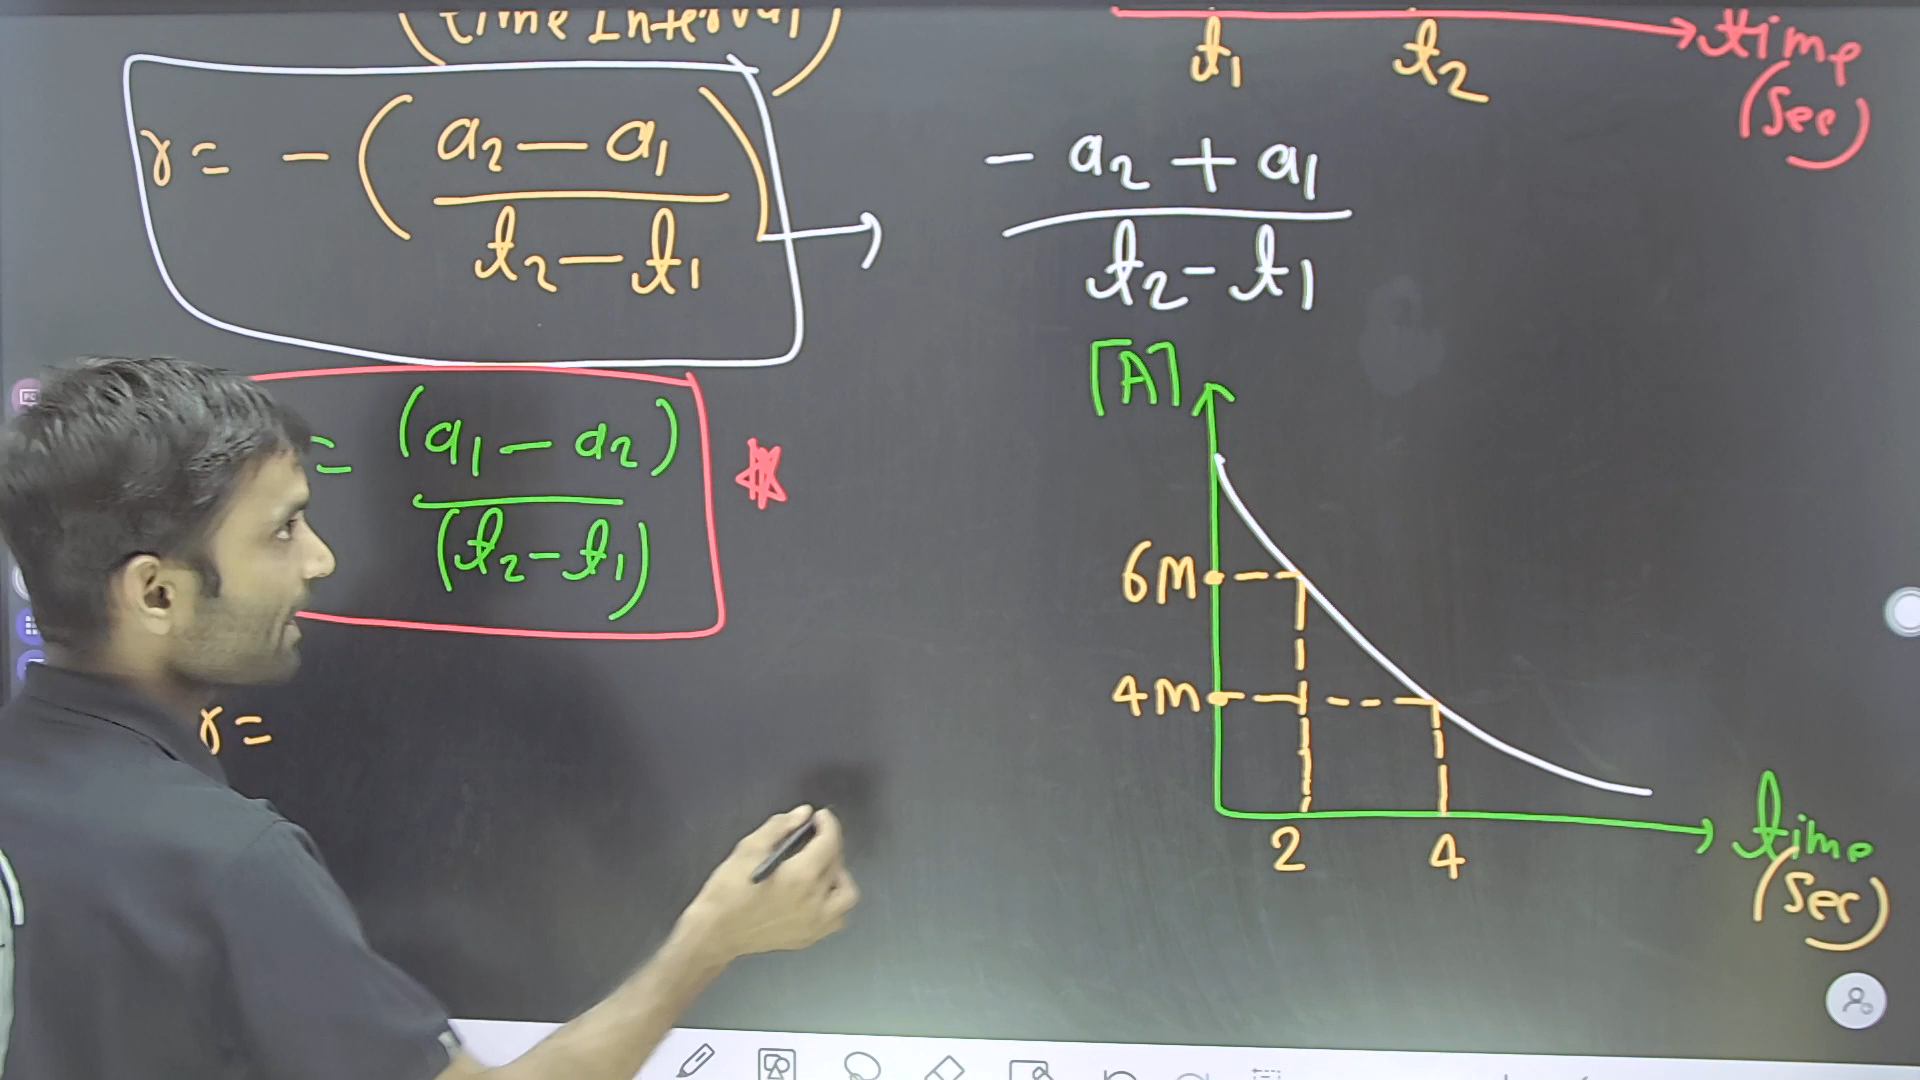 (time Interval)
r = - (a2 - a1 / t2 - t1)
= (a1 - a2) / (t2 - t1)
r =
t1 t2 time
(Sec)
- a2 + a1 / t2 - t1
[A]
6M
4M
2 4 time
(Sec)